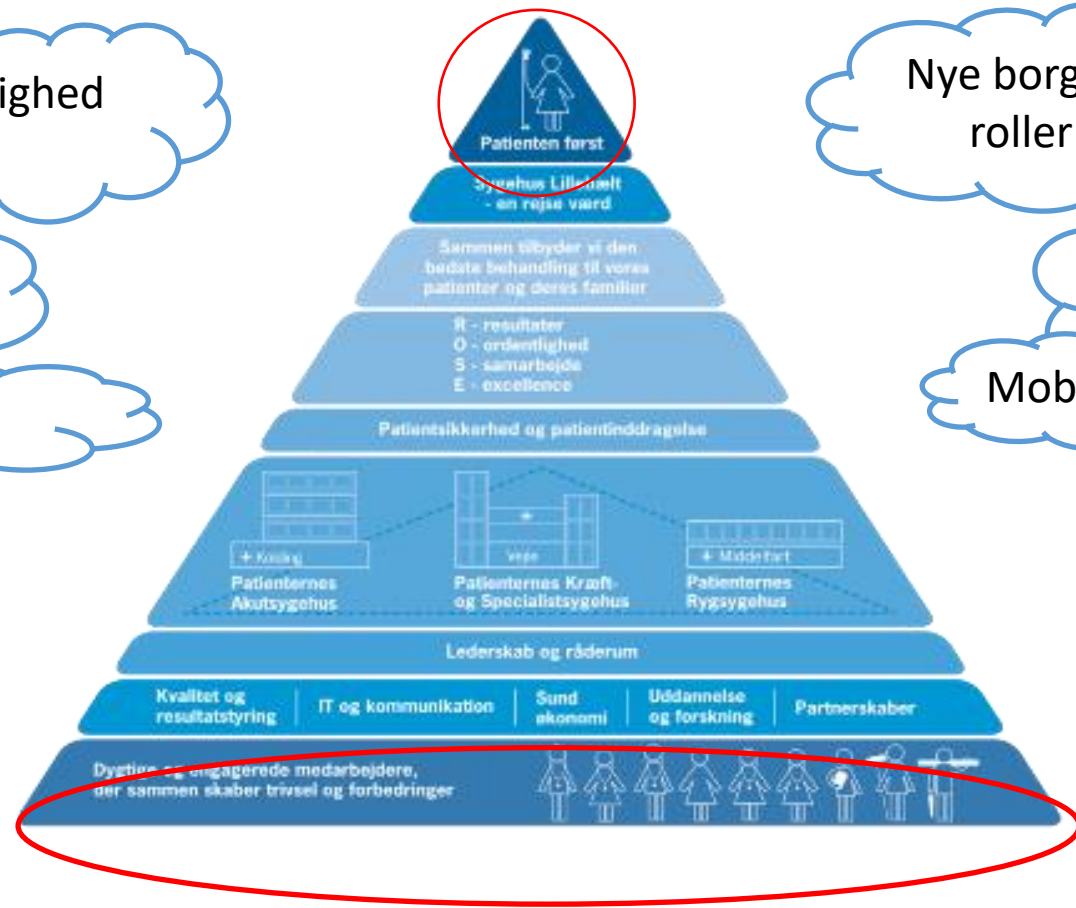 ighed
Nye borg
roller
Mob
Patienten først
Sygehus Lillebælt
- en rejse værd
Sammen tilbyder vi den
bedste behandling til vores
patienter og deres familier
R - resultater
O - ordentlighed
S - samarbejde
E - excellence
Patientsikkerhed og patientinddragelse
+ Kolding
Vejle
+ Middelfart
Patienternes
Akutsygehus
Patienternes Kræft-
og Specialistsygehus
Patienternes
Rygsygehus
Lederskab og råderum
Kvalitet og
resultatstyring
IT og kommunikation
Sund
økonomi
Uddannelse
og forskning
Partnerskaber
Dygtige og engagerede medarbejdere,
der sammen skaber trivsel og forbedringer